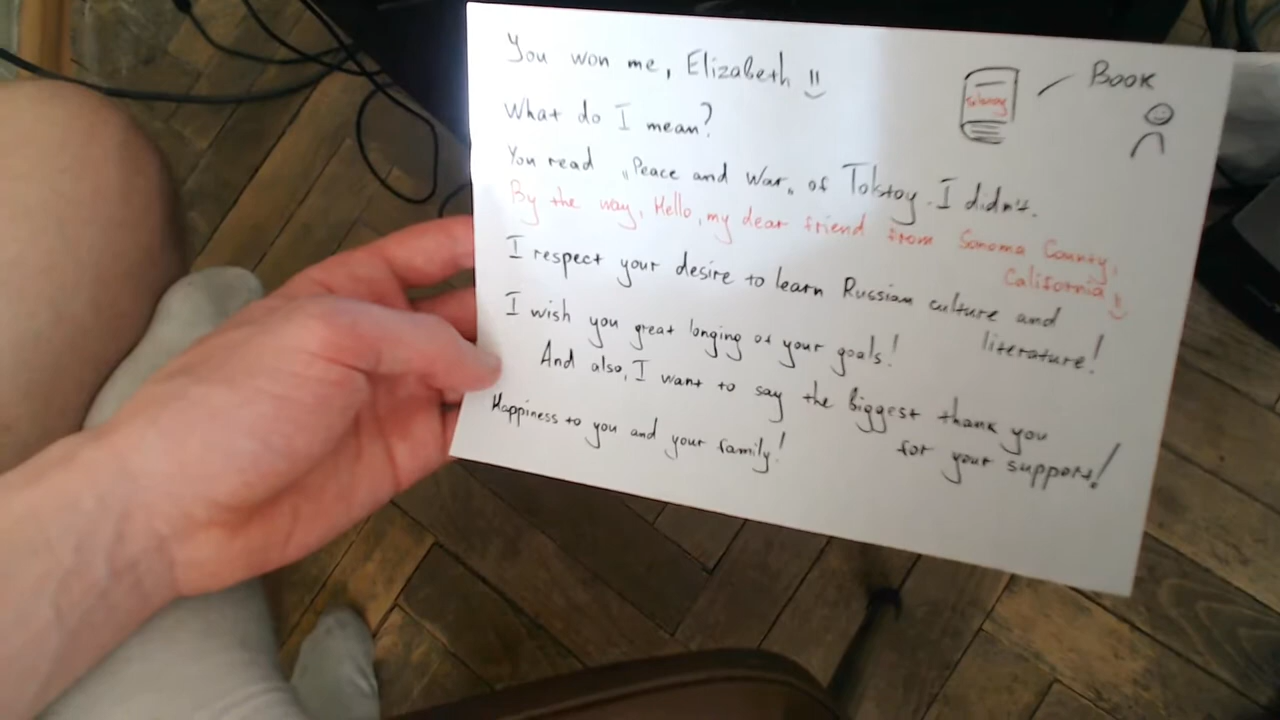 You won me, Elizabeth !!
Book
Tolstoy
What do I mean?
You read „Peace and War„ of Tolstoy. I didn't.
By the way, Hello, my dear friend from Sonoma County,
California
I respect your desire to learn Russian culture and
literature!
I wish you great longing of your goals!
And also, I want to say the biggest thank you
for your support!
Happiness to you and your family!